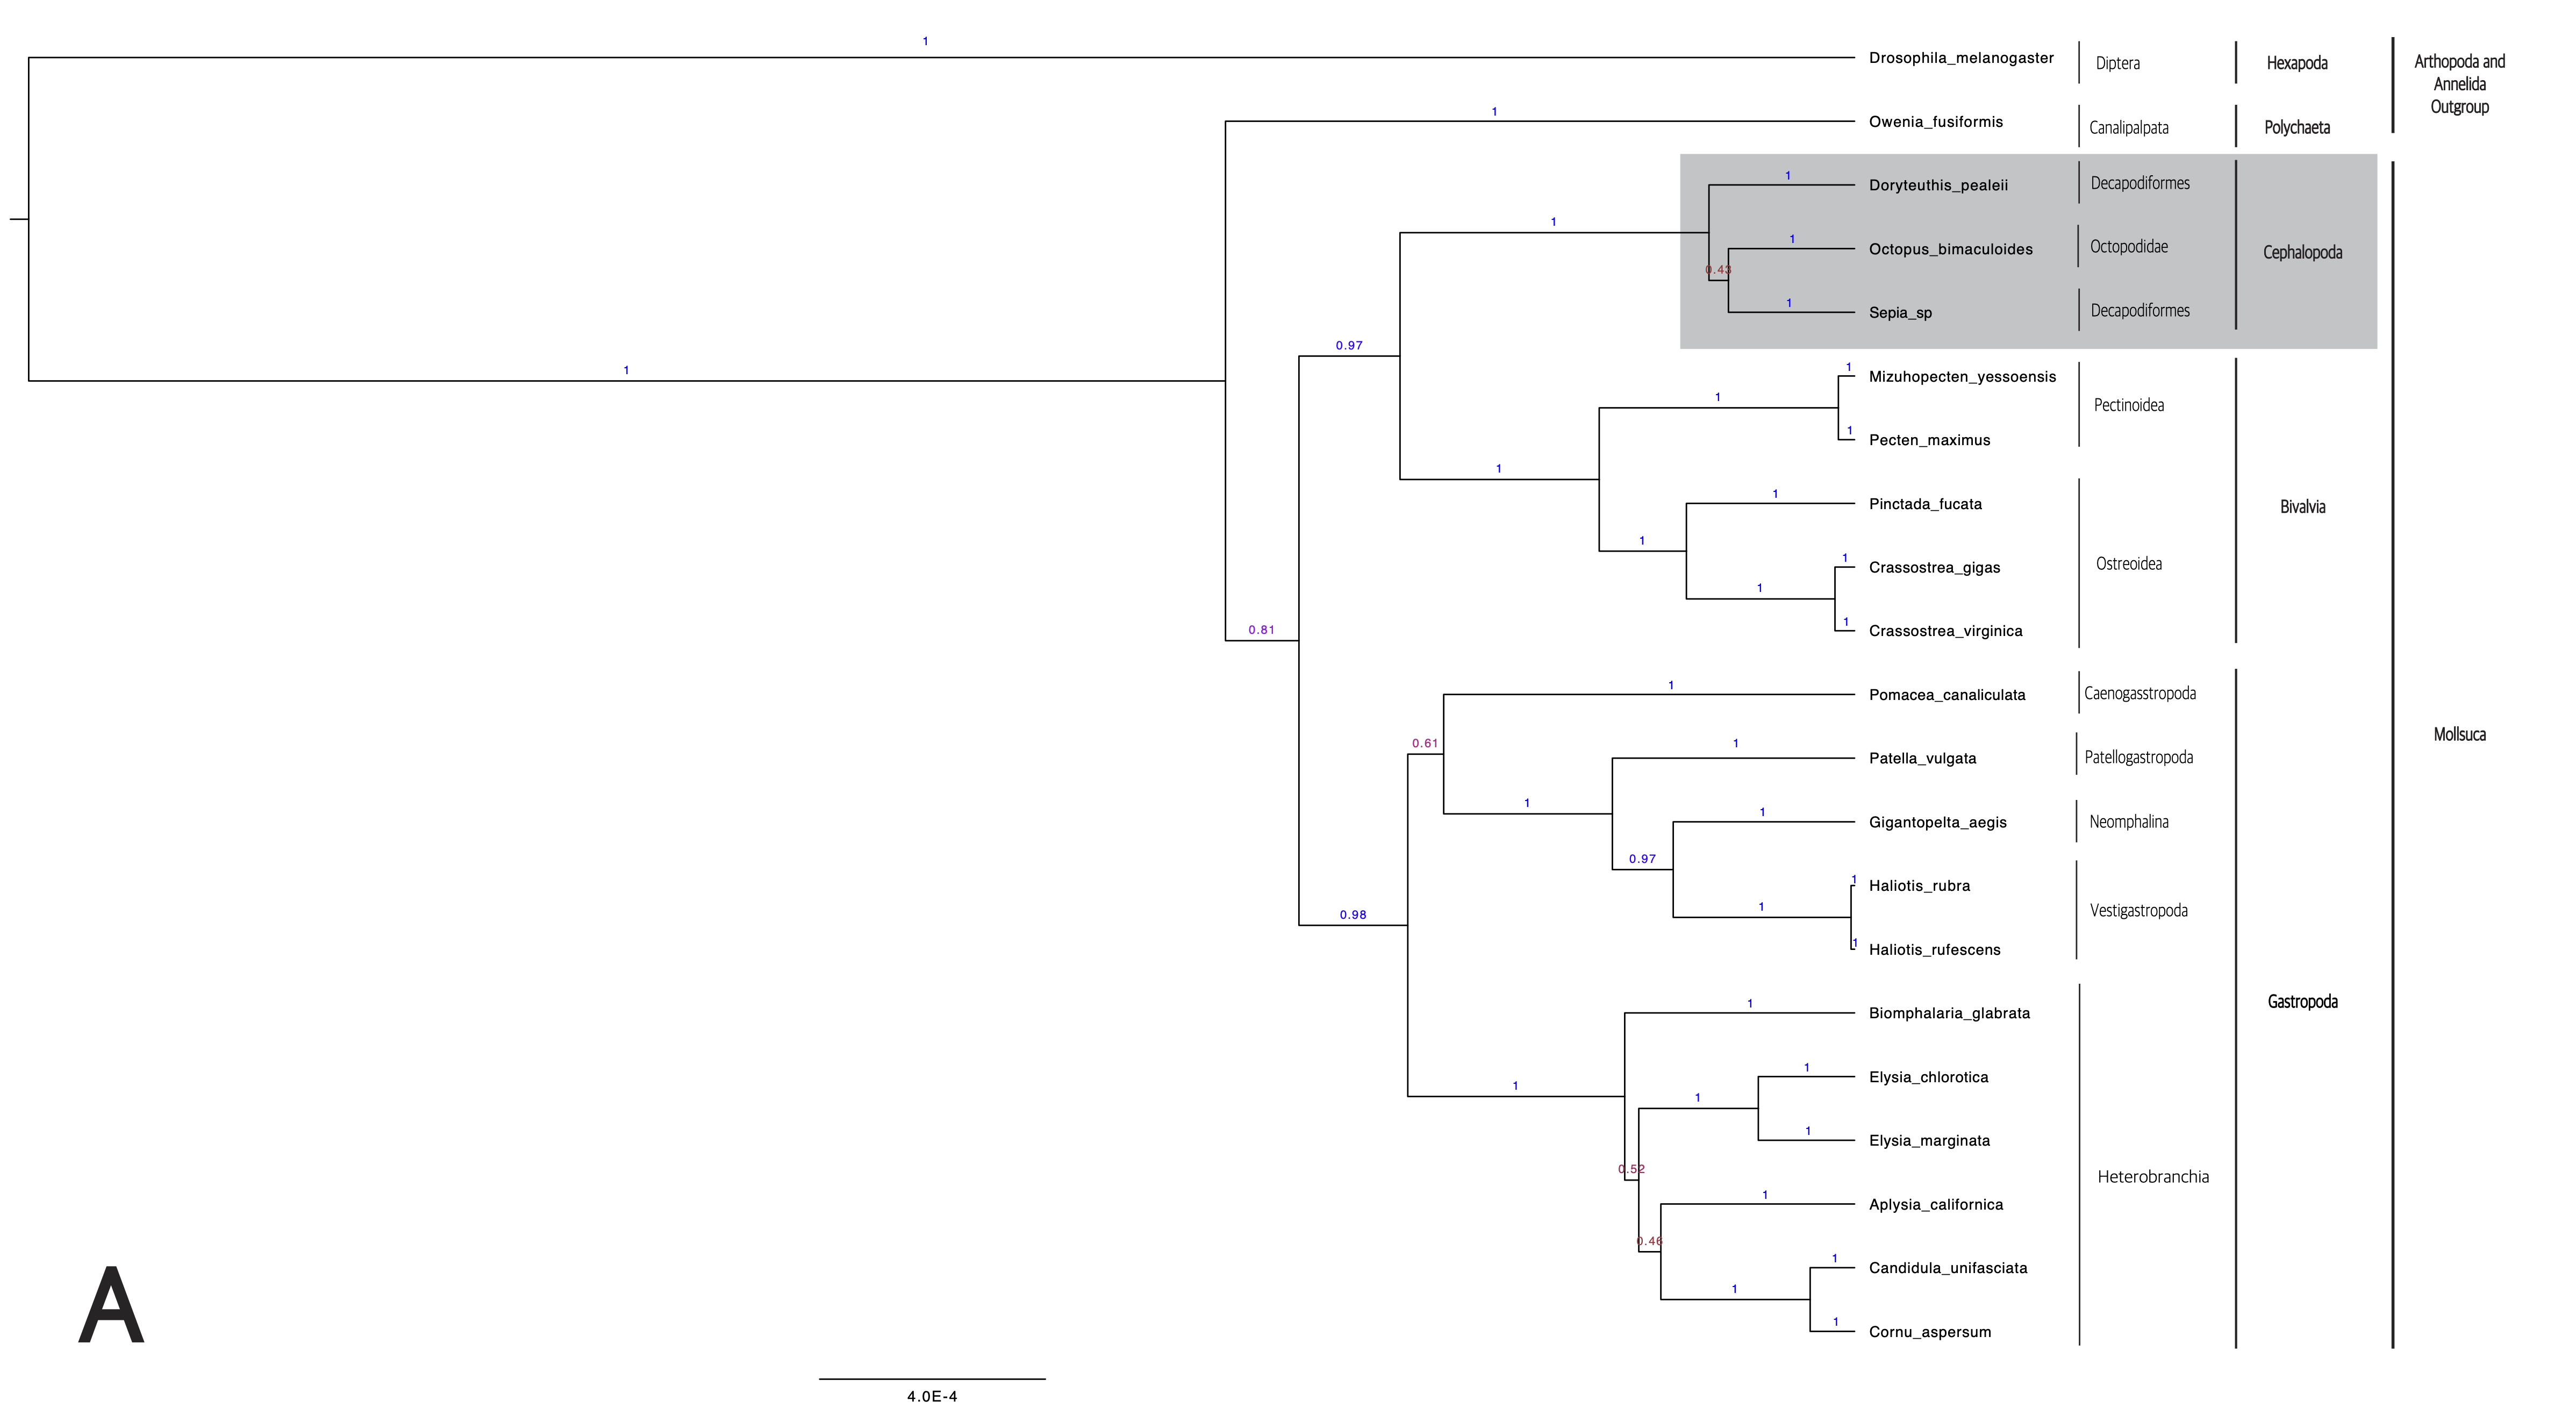 1
Drosophila_melanogaster
Diptera
Hexapoda
Arthopoda and
Annelida
Outgroup
1
Owenia_fusiformis
Canalipalpata
Polychaeta
1
Doryteuthis_pealeii
Decapodiformes
1
1
Octopus_bimaculoides
Octopodidae
Cephalopoda
0.43
1
Sepia_sp
Decapodiformes
0.97
1
1
Mizuhopecten_yessoensis
1
Pectinoidea
1
Pecten_maximus
1
1
Pinctada_fucata
Bivalvia
1
1
Crassostrea_gigas
Ostreoidea
1
1
Crassostrea_virginica
0.81
1
Pomacea_canaliculata
Caenogasstropoda
0.61
1
Patella_vulgata
Patellogastropoda
Mollsuca
1
1
Gigantopelta_aegis
Neomphalina
0.97
1
Haliotis_rubra
1
Vestigastropoda
0.98
1
Haliotis_rufescens
1
Biomphalaria_glabrata
Gastropoda
1
1
Elysia_chlorotica
1
1
Elysia_marginata
0.52
Heterobranchia
1
Aplysia_californica
0.46
1
Candidula_unifasciata
1
1
Cornu_aspersum
A
4.0E-4